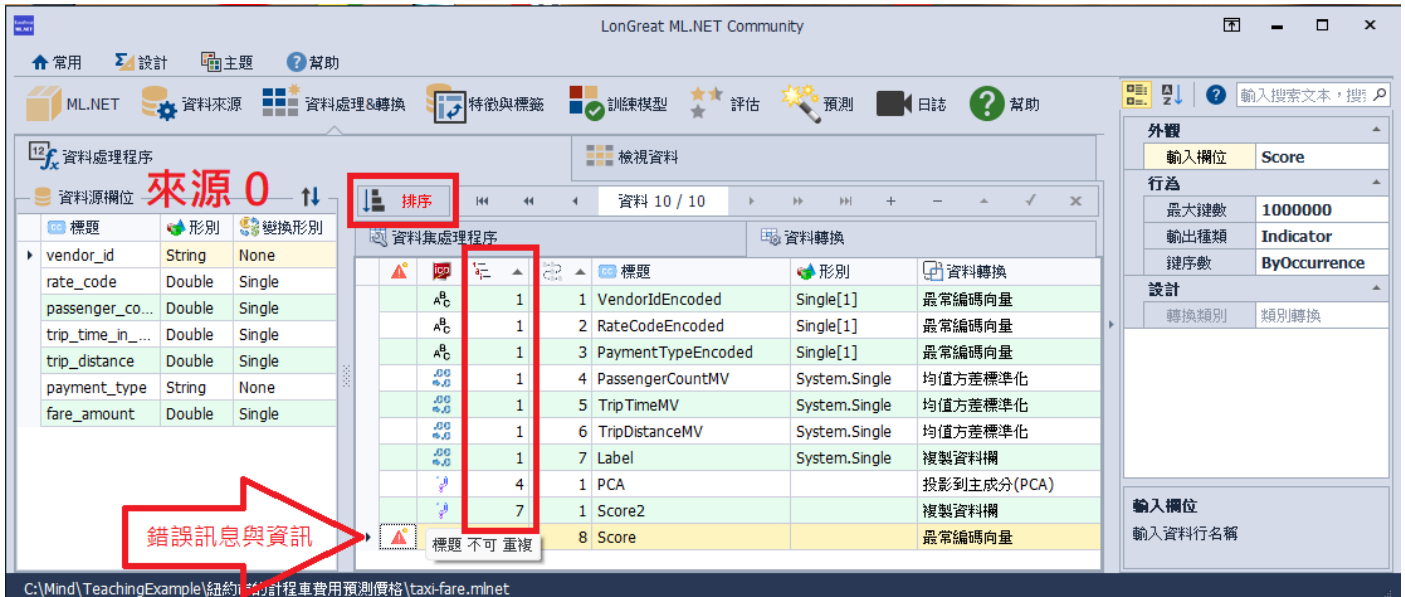 LonGreat ML.NET Community
常用 設計 主題 幫助
ML.NET 資料來源 資料處理&轉換 特徵與標籤 訓練模型 評估 預測 日誌 幫助
輸入搜索文本，搜
資料處理程序 檢視資料
資料源欄位 來源 0
排序 資料 10 / 10
資料集處理程序 資料轉換
標題 形別 變換形別
vendor_id String None
rate_code Double Single
passenger_co... Double Single
trip_time_in_... Double Single
trip_distance Double Single
payment_type String None
fare_amount Double Single
標題 形別 資料轉換
1 1 VendorIdEncoded Single[1] 最常編碼向量
1 2 RateCodeEncoded Single[1] 最常編碼向量
1 3 PaymentTypeEncoded Single[1] 最常編碼向量
1 4 PassengerCountMV System.Single 均值方差標準化
1 5 TripTimeMV System.Single 均值方差標準化
1 6 TripDistanceMV System.Single 均值方差標準化
1 7 Label System.Single 複製資料欄
4 1 PCA 投影到主成分(PCA)
7 1 Score2 複製資料欄
8 Score 最常編碼向量
標題 不可 重複
錯誤訊息與資訊
外觀
輸入欄位 Score
行為
最大鍵數 1000000
輸出種類 Indicator
鍵序數 ByOccurrence
設計
轉換類別 類別轉換
輸入欄位
輸入資料行名稱
C:\Mind\TeachingExample\紐約市的計程車費用預測價格\taxi-fare.mlnet